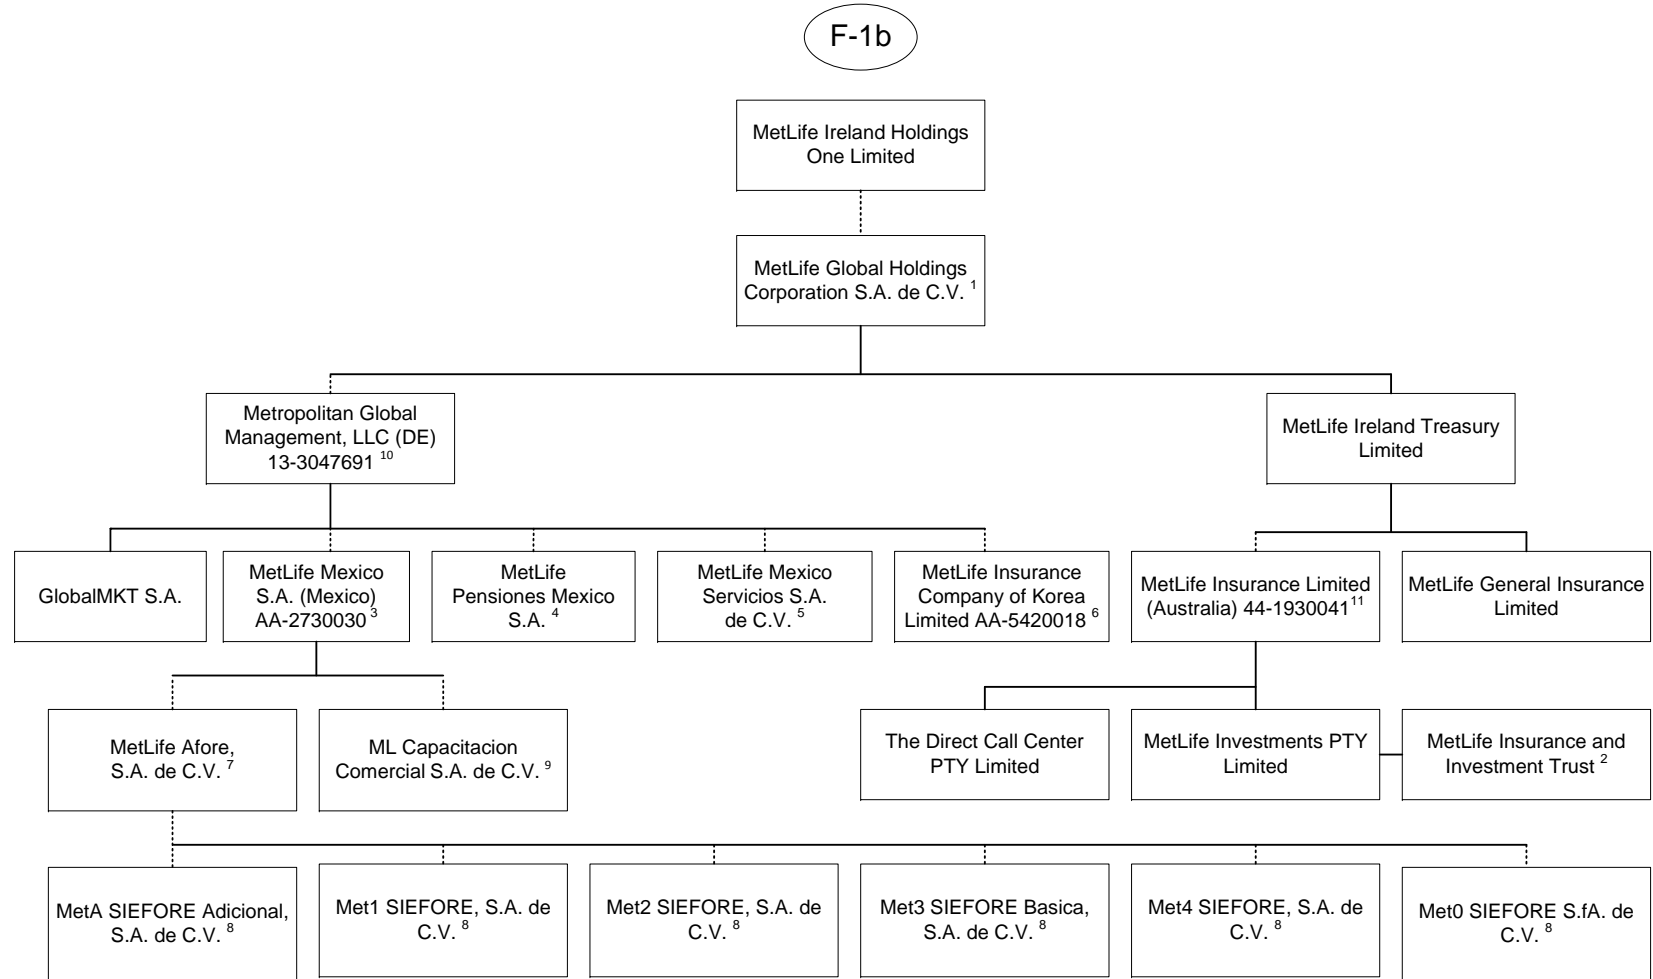 F-1b
MetLife Ireland Holdings
One Limited
MetLife Global Holdings
Corporation S.A. de C.V. 1
Metropolitan Global
Management, LLC (DE)
13-3047691 10
MetLife Ireland Treasury
Limited
GlobalMKT S.A.
MetLife Mexico
S.A. (Mexico)
AA-2730030 3
MetLife
Pensiones Mexico
S.A. 4
MetLife Mexico
Servicios S.A.
de C.V. 5
MetLife Insurance
Company of Korea
Limited AA-5420018 6
MetLife Insurance Limited
(Australia) 44-1930041 11
MetLife General Insurance
Limited
MetLife Afore,
S.A. de C.V. 7
ML Capacitacion
Comercial S.A. de C.V. 9
The Direct Call Center
PTY Limited
MetLife Investments PTY
Limited
MetLife Insurance and
Investment Trust 2
MetA SIEFORE Adicional,
S.A. de C.V. 8
Met1 SIEFORE, S.A. de
C.V. 8
Met2 SIEFORE, S.A. de
C.V. 8
Met3 SIEFORE Basica,
S.A. de C.V. 8
Met4 SIEFORE, S.A. de
C.V. 8
Met0 SIEFORE S.fA. de
C.V. 8